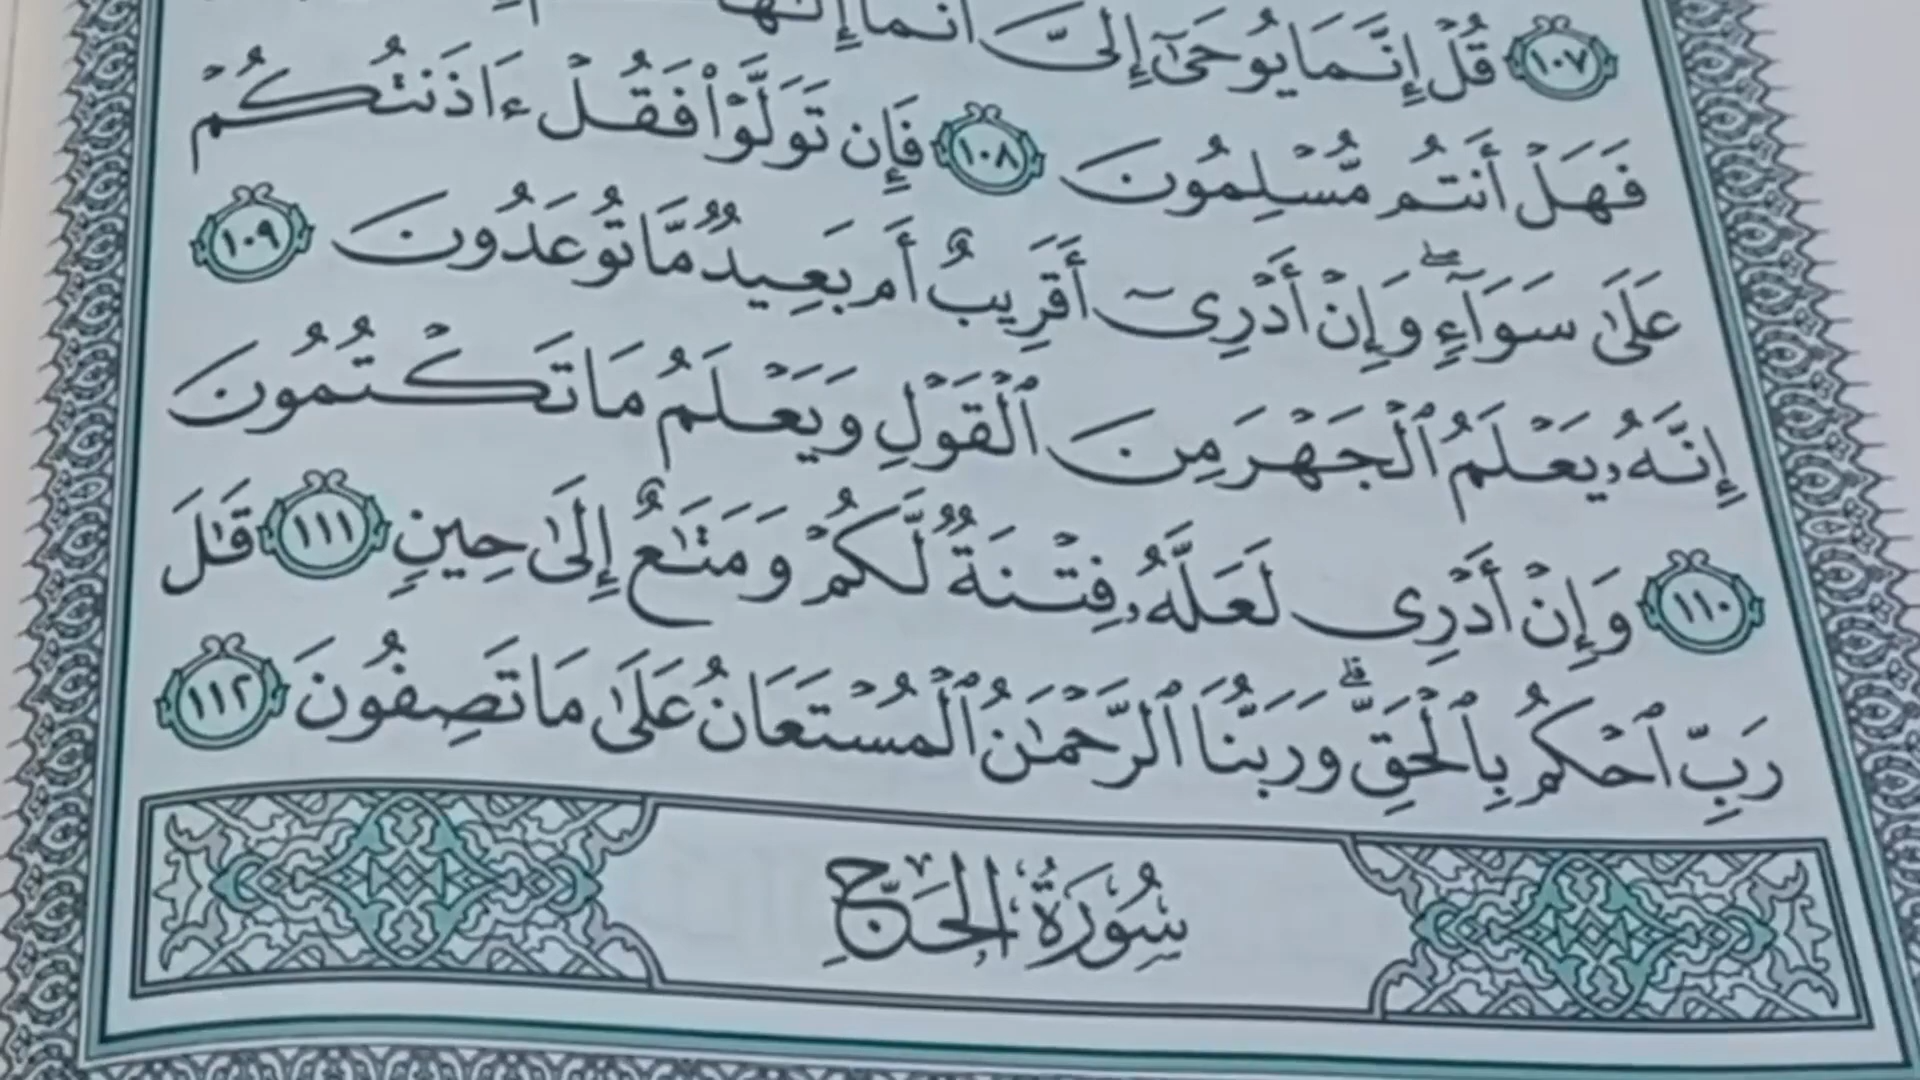 ١٠٧ قُلْ إِنَّمَا يُوحَىٰٓ إِلَىَّ أَنَّمَآ إِلَٰهُكُمْ
فَهَلْ أَنتُم مُّسْلِمُونَ ١٠٨ فَإِن تَوَلَّوْا۟ فَقُلْ ءَاذَنتُكُمْ
عَلَىٰ سَوَآءٍۖ وَإِنْ أَدْرِىٓ أَقَرِيبٌ أَم بَعِيدٌ مَّا تُوعَدُونَ ١٠٩
إِنَّهُۥ يَعْلَمُ ٱلْجَهْرَ مِنَ ٱلْقَوْلِ وَيَعْلَمُ مَا تَكْتُمُونَ
١١٠ وَإِنْ أَدْرِى لَعَلَّهُۥ فِتْنَةٌ لَّكُمْ وَمَتَٰعٌ إِلَىٰ حِينٍ ١١١ قَٰلَ
رَبِّ ٱحْكُم بِٱلْحَقِّۗ وَرَبُّنَا ٱلرَّحْمَٰنُ ٱلْمُسْتَعَانُ عَلَىٰ مَا تَصِفُونَ ١١٢
سُورَةُ الحَجِّ